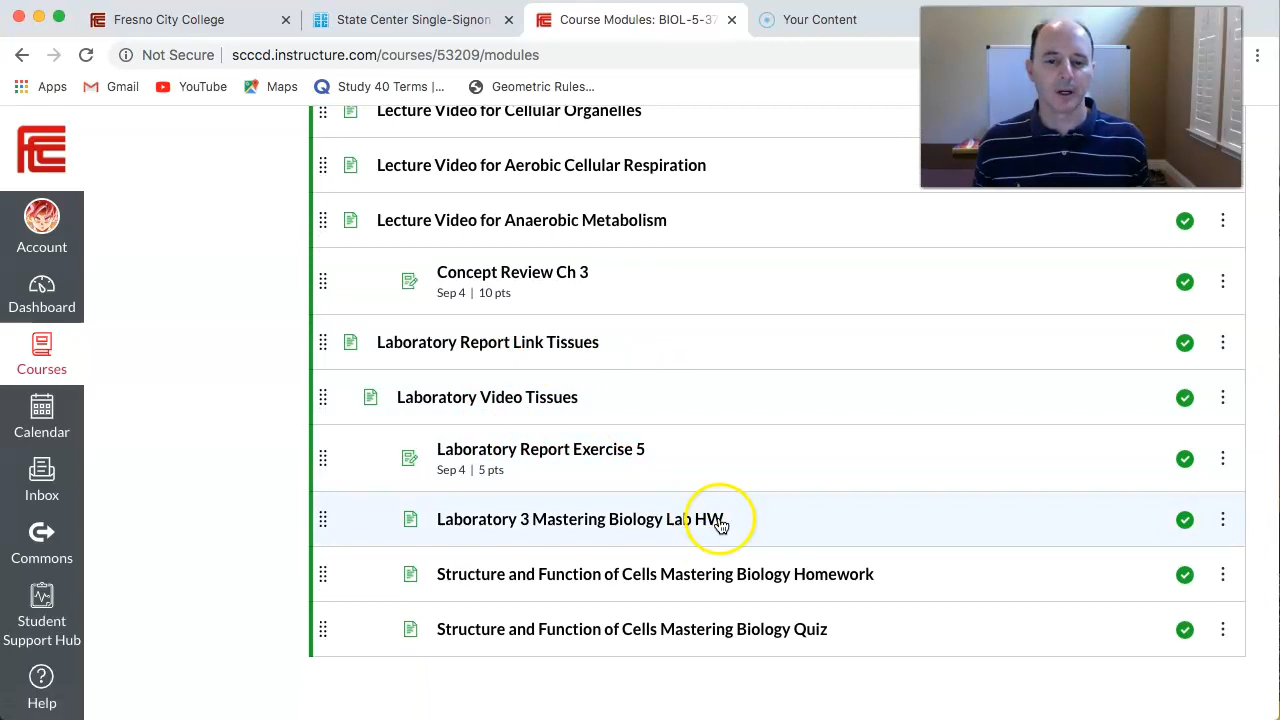 Fresno City College
State Center Single-Signon
Course Modules: BIOL-5-37
Your Content
Not Secure
scccd.instructure.com/courses/53209/modules
Apps
Gmail
YouTube
Maps
Study 40 Terms |...
Geometric Rules...
Account
Dashboard
Courses
Calendar
Inbox
Commons
Student
Support Hub
Help
Lecture Video for Cellular Organelles
Lecture Video for Aerobic Cellular Respiration
Lecture Video for Anaerobic Metabolism
Concept Review Ch 3
Sep 4 | 10 pts
Laboratory Report Link Tissues
Laboratory Video Tissues
Laboratory Report Exercise 5
Sep 4 | 5 pts
Laboratory 3 Mastering Biology Lab HW
Structure and Function of Cells Mastering Biology Homework
Structure and Function of Cells Mastering Biology Quiz